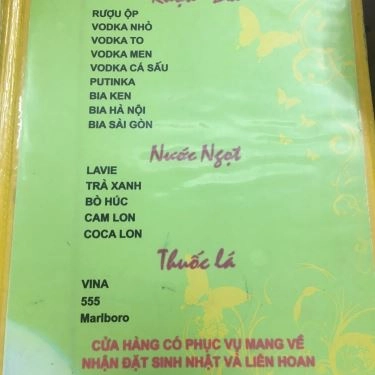 RƯỢU ỘP
VODKA NHỎ
VODKA TO
VODKA MEN
VODKA CÁ SẤU
PUTINKA
BIA KEN
BIA HÀ NỘI
BIA SÀI GÒN
Nước Ngọt
LAVIE
TRÀ XANH
BÒ HÚC
CAM LON
COCA LON
Thuốc lá
VINA
555
Marlboro
CỬA HÀNG CÓ PHỤC VỤ MANG VỀ
NHẬN ĐẶT SINH NHẬT VÀ LIÊN HOAN